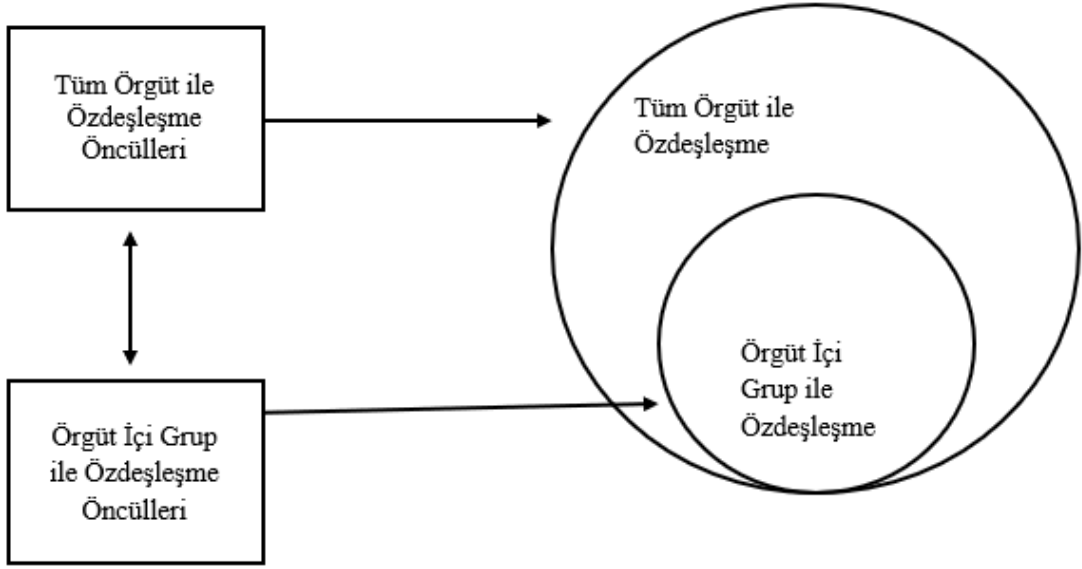 Tüm Örgüt ile
Özdeşleşme
Öncülleri
Tüm Örgüt ile
Özdeşleşme
Örgüt İçi
Grup ile
Özdeşleşme
Örgüt İçi Grup
ile Özdeşleşme
Öncülleri